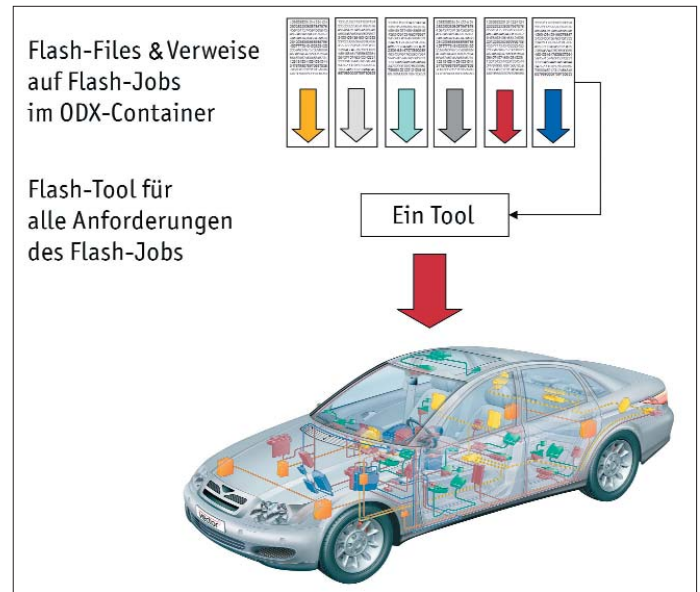 Flash-Files & Verweise
auf Flash-Jobs
im ODX-Container
Flash-Tool für
alle Anforderungen
des Flash-Jobs
Ein Tool
vector